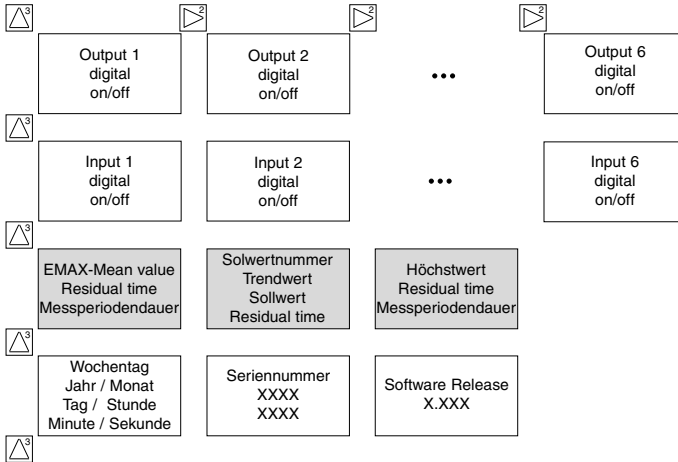 3
2
2
2
Output 1
digital
on/off
Output 2
digital
on/off
•••
Output 6
digital
on/off
3
Input 1
digital
on/off
Input 2
digital
on/off
•••
Input 6
digital
on/off
3
EMAX-Mean value
Residual time
Messperiodendauer
Solwertnummer
Trendwert
Sollwert
Residual time
Höchstwert
Residual time
Messperiodendauer
3
Wochentag
Jahr / Monat
Tag / Stunde
Minute / Sekunde
Seriennummer
XXXX
XXXX
Software Release
X.XXX
3